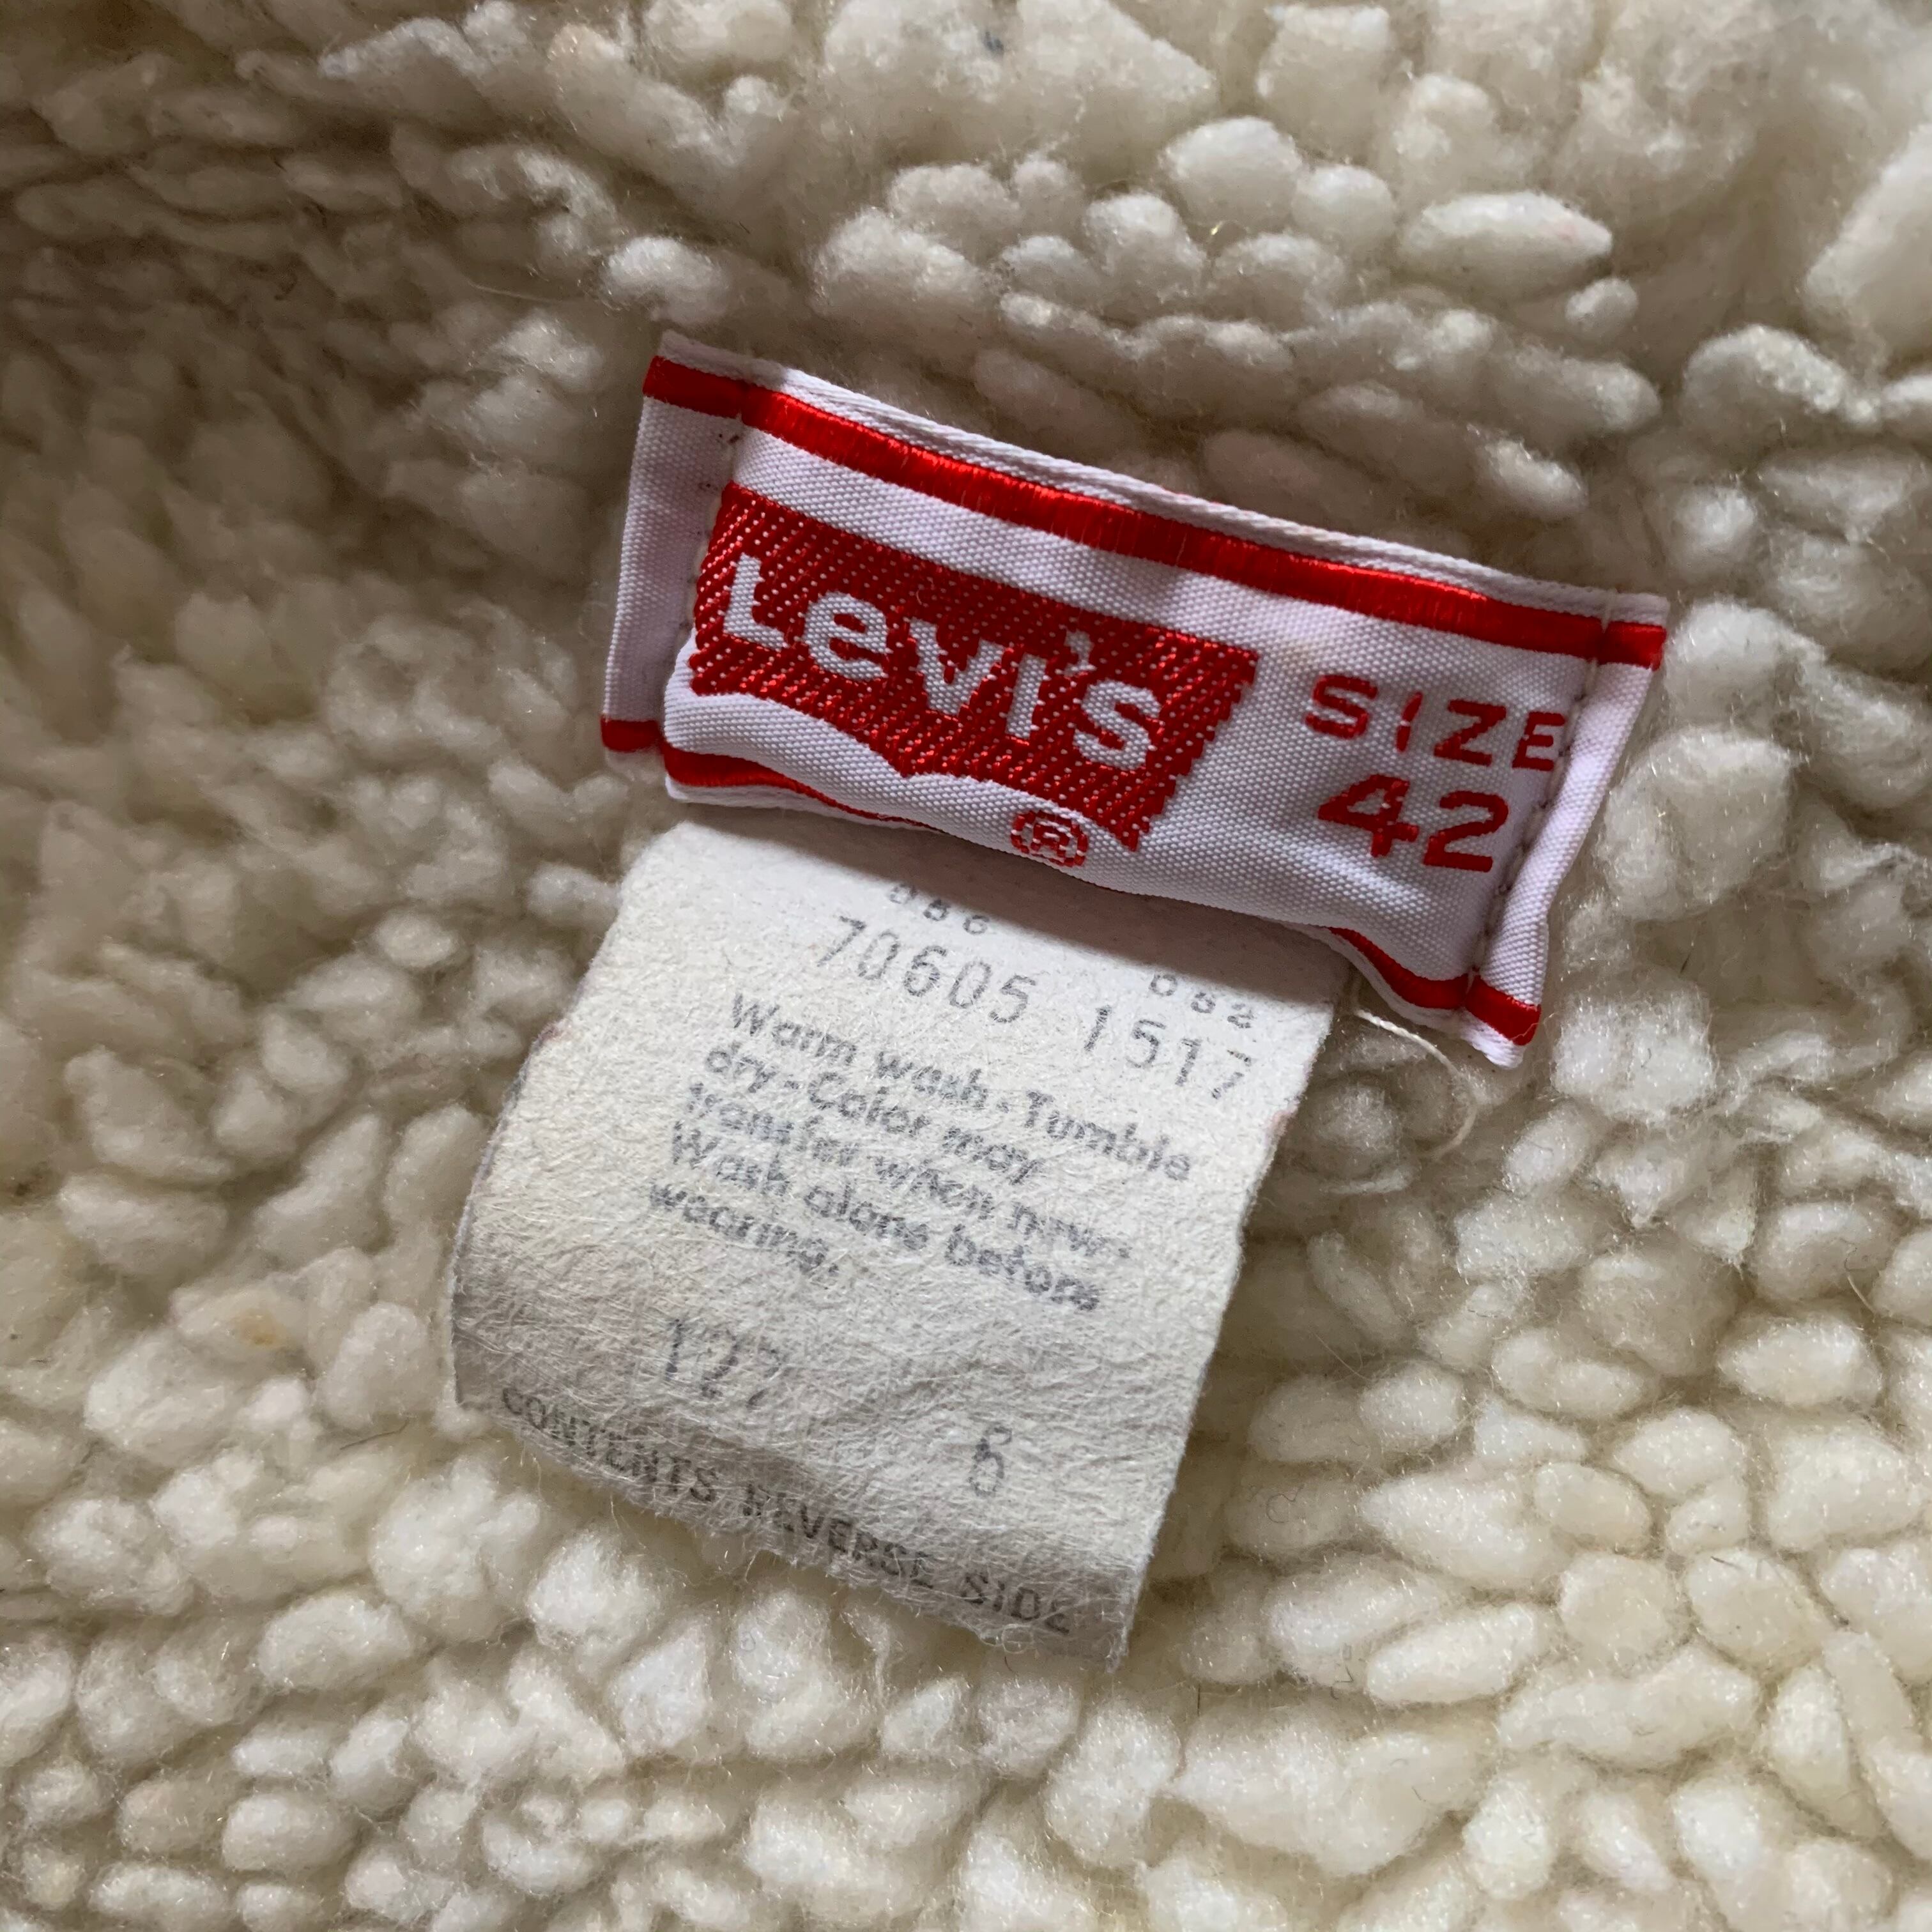 Levi's
®
SIZE
42
70605 1517
Warm wash-Tumble
dry-Color may
transfer when new-
Wash alone before
wearing.
127
6
CONTENTS REVERSE SIDE